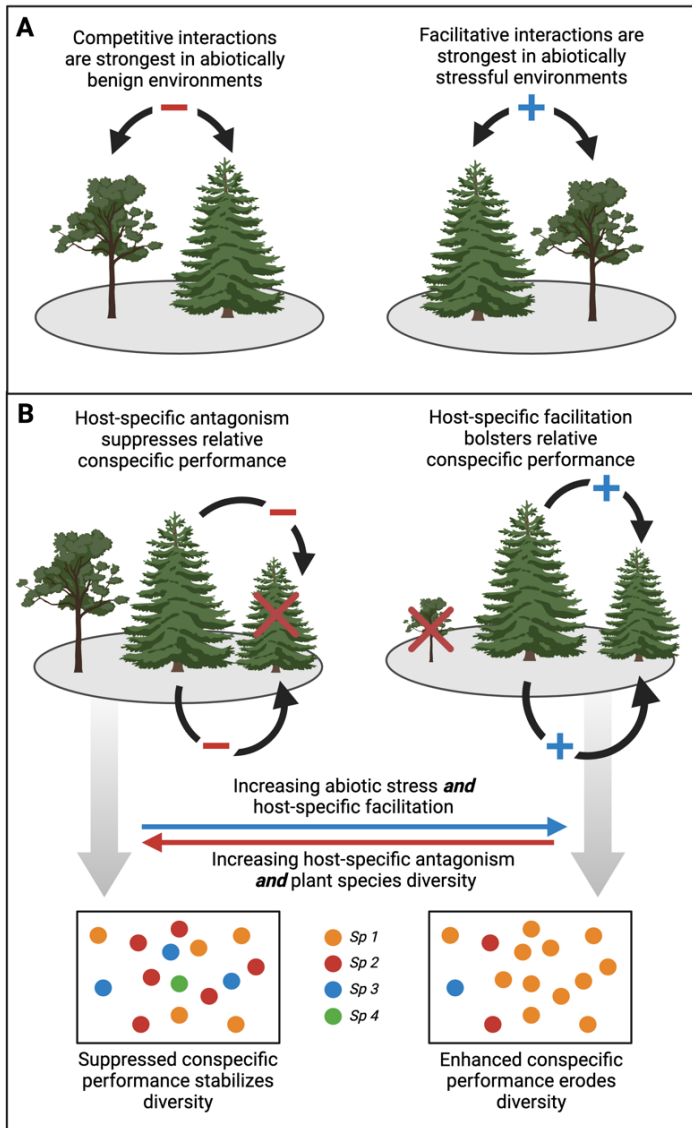 A
Competitive interactions
are strongest in abiotically
benign environments
Facilitative interactions are
strongest in abiotically
stressful environments
B
Host-specific antagonism
suppresses relative
conspecific performance
Host-specific facilitation
bolsters relative
conspecific performance
Increasing abiotic stress and
host-specific facilitation
Increasing host-specific antagonism
and plant species diversity
Sp 1
Sp 2
Sp 3
Sp 4
Suppressed conspecific
performance stabilizes
diversity
Enhanced conspecific
performance erodes
diversity